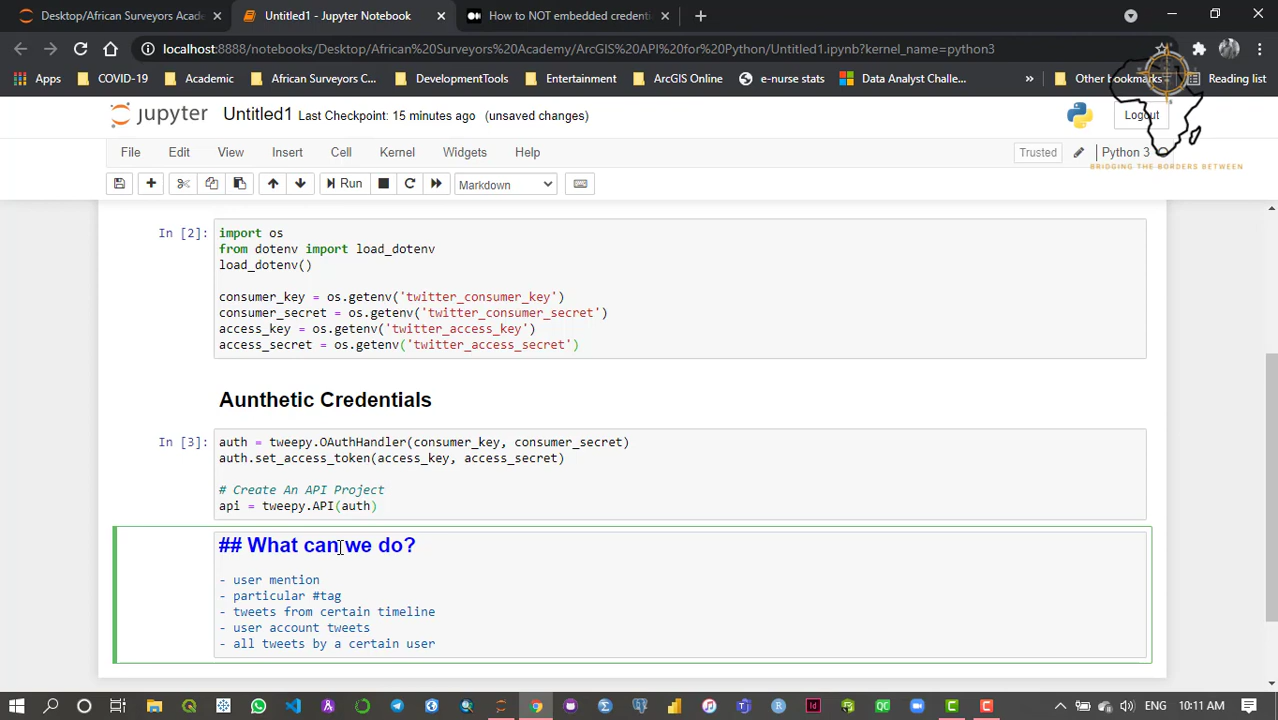 Desktop/African Surveyors Acade
Untitled1 - Jupyter Notebook
How to NOT embedded credenti
localhost:8888/notebooks/Desktop/African%20Surveyors%20Academy/ArcGIS%20API%20for%20Python/Untitled1.ipynb?kernel_name=python3
Apps
COVID-19
Academic
African Surveyors C...
DevelopmentTools
Entertainment
ArcGIS Online
e-nurse stats
Data Analyst Challe...
»
Other bookmarks
Reading list
jupyter
Untitled1 Last Checkpoint: 15 minutes ago (unsaved changes)
Logout
File Edit View Insert Cell Kernel Widgets Help
Trusted
Python 3
BRIDGING THE BORDERS BETWEEN
Run
Markdown
In [2]: import os
from dotenv import load_dotenv
load_dotenv()
consumer_key = os.getenv('twitter_consumer_key')
consumer_secret = os.getenv('twitter_consumer_secret')
access_key = os.getenv('twitter_access_key')
access_secret = os.getenv('twitter_access_secret')
Aunthetic Credentials
In [3]: auth = tweepy.OAuthHandler(consumer_key, consumer_secret)
auth.set_access_token(access_key, access_secret)
# Create An API Project
api = tweepy.API(auth)
## What can we do?
- user mention
- particular #tag
- tweets from certain timeline
- user account tweets
- all tweets by a certain user
ENG 10:11 AM